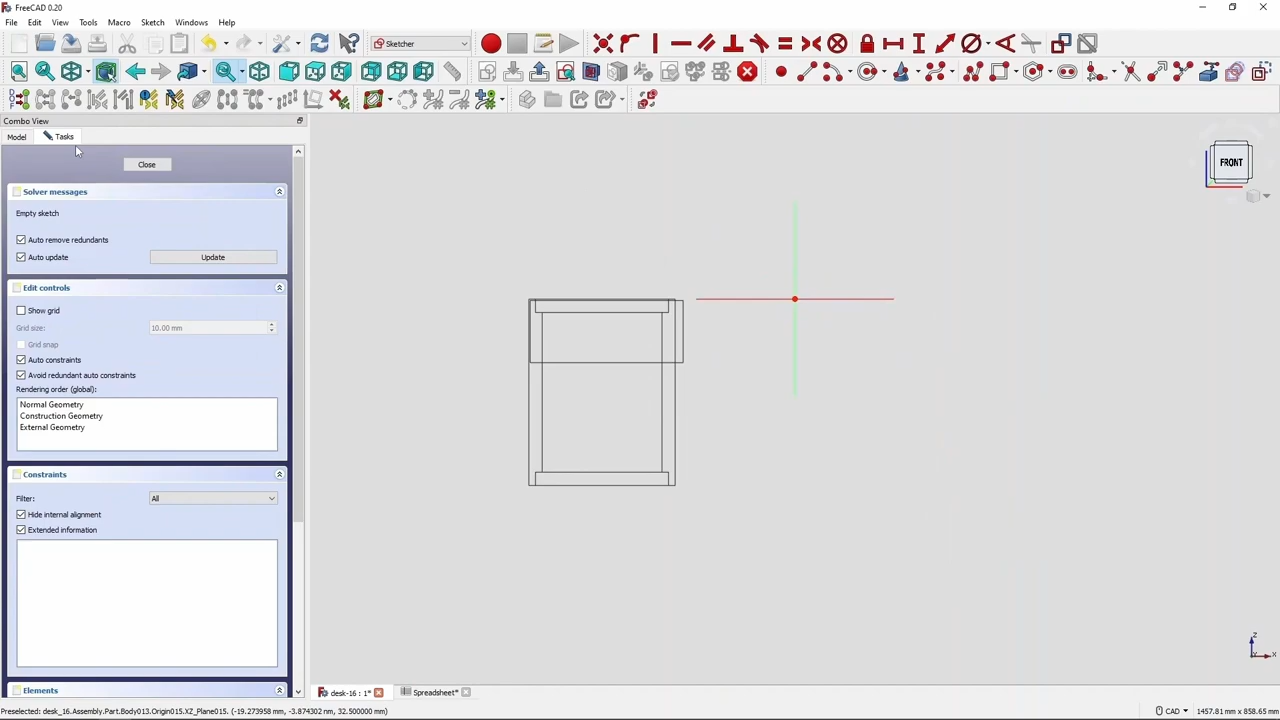 FreeCAD 0.20
File Edit View Tools Macro Sketch Windows Help
Sketcher
Combo View
Model Tasks
Close
Solver messages
Empty sketch
Auto remove redundants
Auto update Update
Edit controls
Show grid
Grid size: 10.00 mm
Grid snap
Auto constraints
Avoid redundant auto constraints
Rendering order (global):
Normal Geometry
Construction Geometry
External Geometry
Constraints
Filter: All
Hide internal alignment
Extended information
Elements
FRONT
Z
X
desk-16 : 1* Spreadsheet*
Preselected: desk_16.Assembly.Part.Body013.Origin015.XZ_Plane015. (-19.273958 mm, -3.874302 nm, 32.500000 mm) CAD 1457.81 mm x 858.65 mm